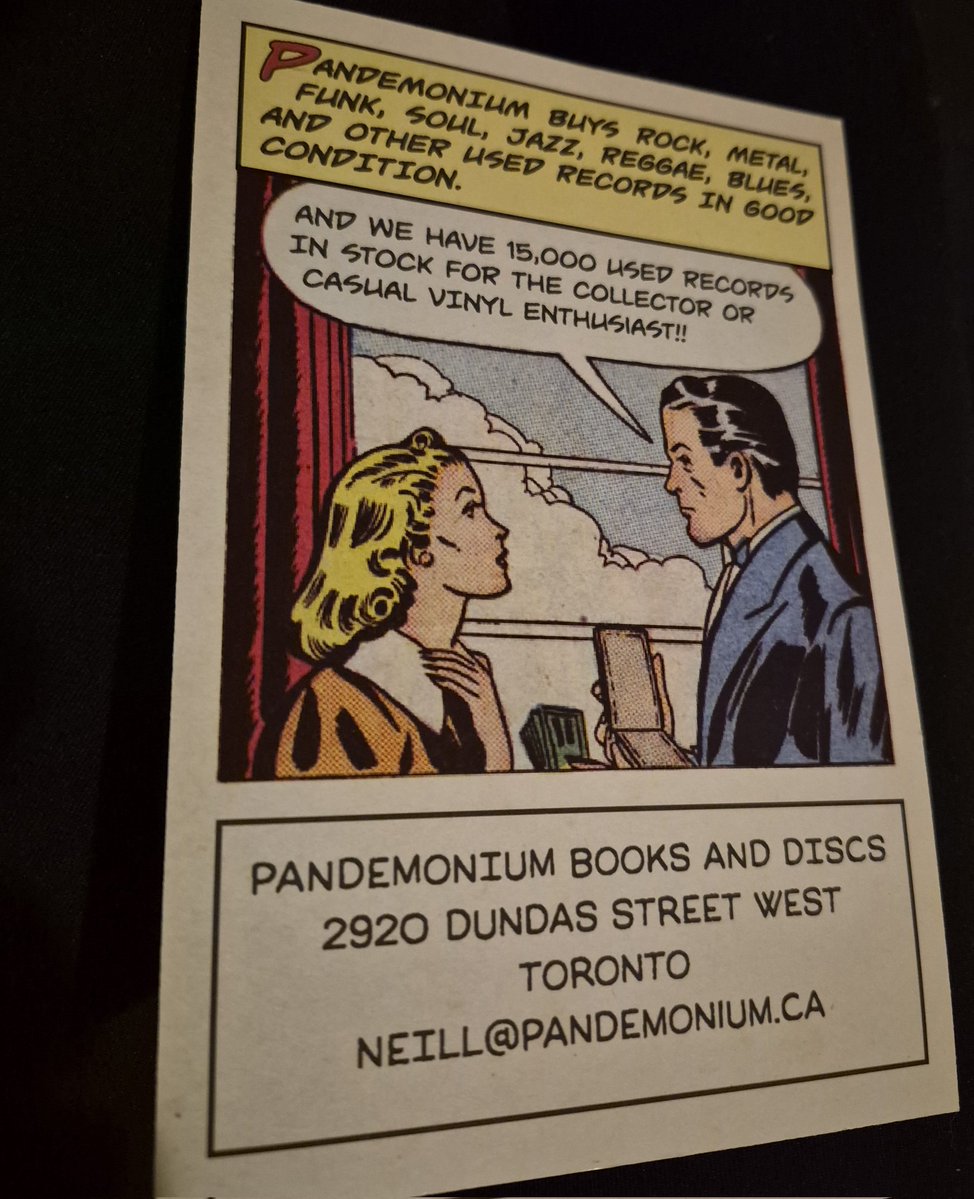 PANDEMONIUM BUYS ROCK, METAL,
FUNK, SOUL, JAZZ, REGGAE, BLUES,
AND OTHER USED RECORDS IN GOOD
CONDITION.
AND WE HAVE 15,000 USED RECORDS
IN STOCK FOR THE COLLECTOR OR
CASUAL VINYL ENTHUSIAST!!
PANDEMONIUM BOOKS AND DISCS
2920 DUNDAS STREET WEST
TORONTO
NEILL@PANDEMONIUM.CA